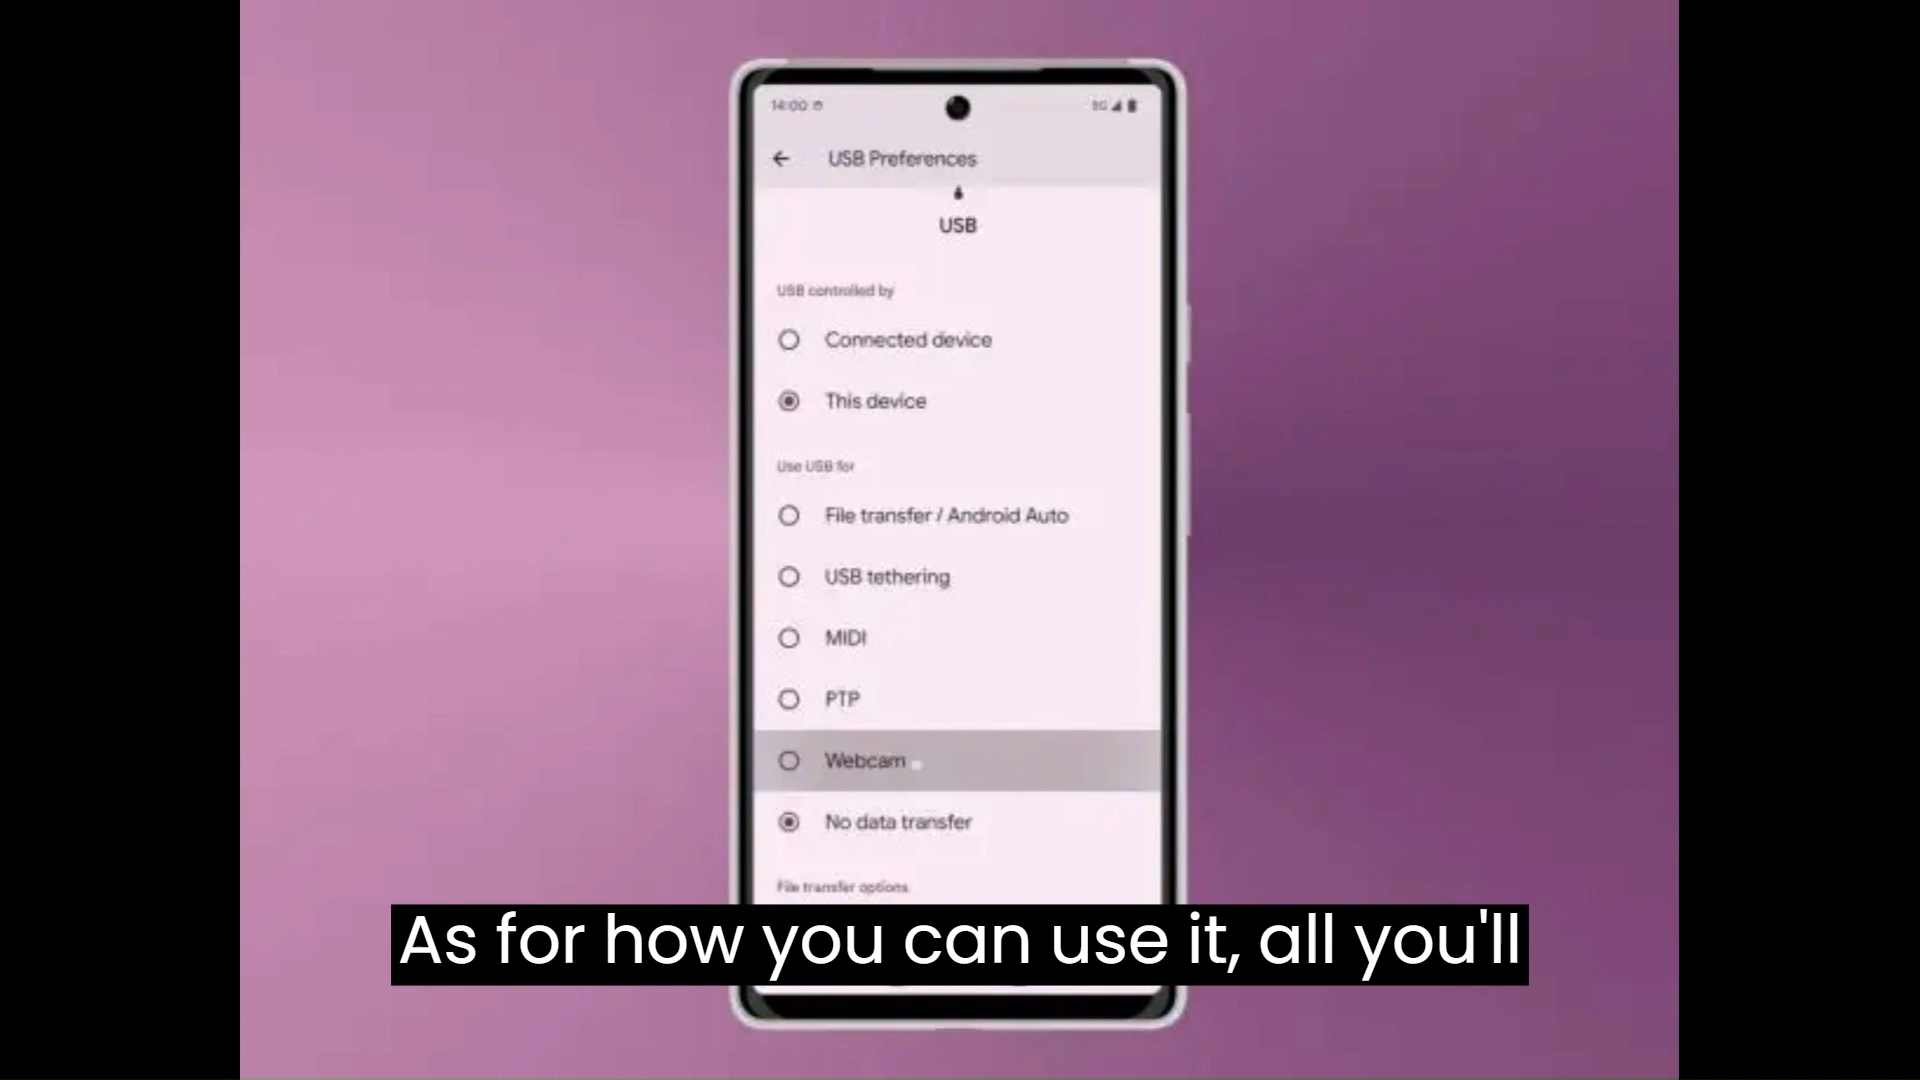 14:00
5G
USB Preferences
USB
USB controlled by
Connected device
This device
Use USB for
File transfer / Android Auto
USB tethering
MIDI
PTP
Webcam
No data transfer
File transfer options
As for how you can use it, all you'll